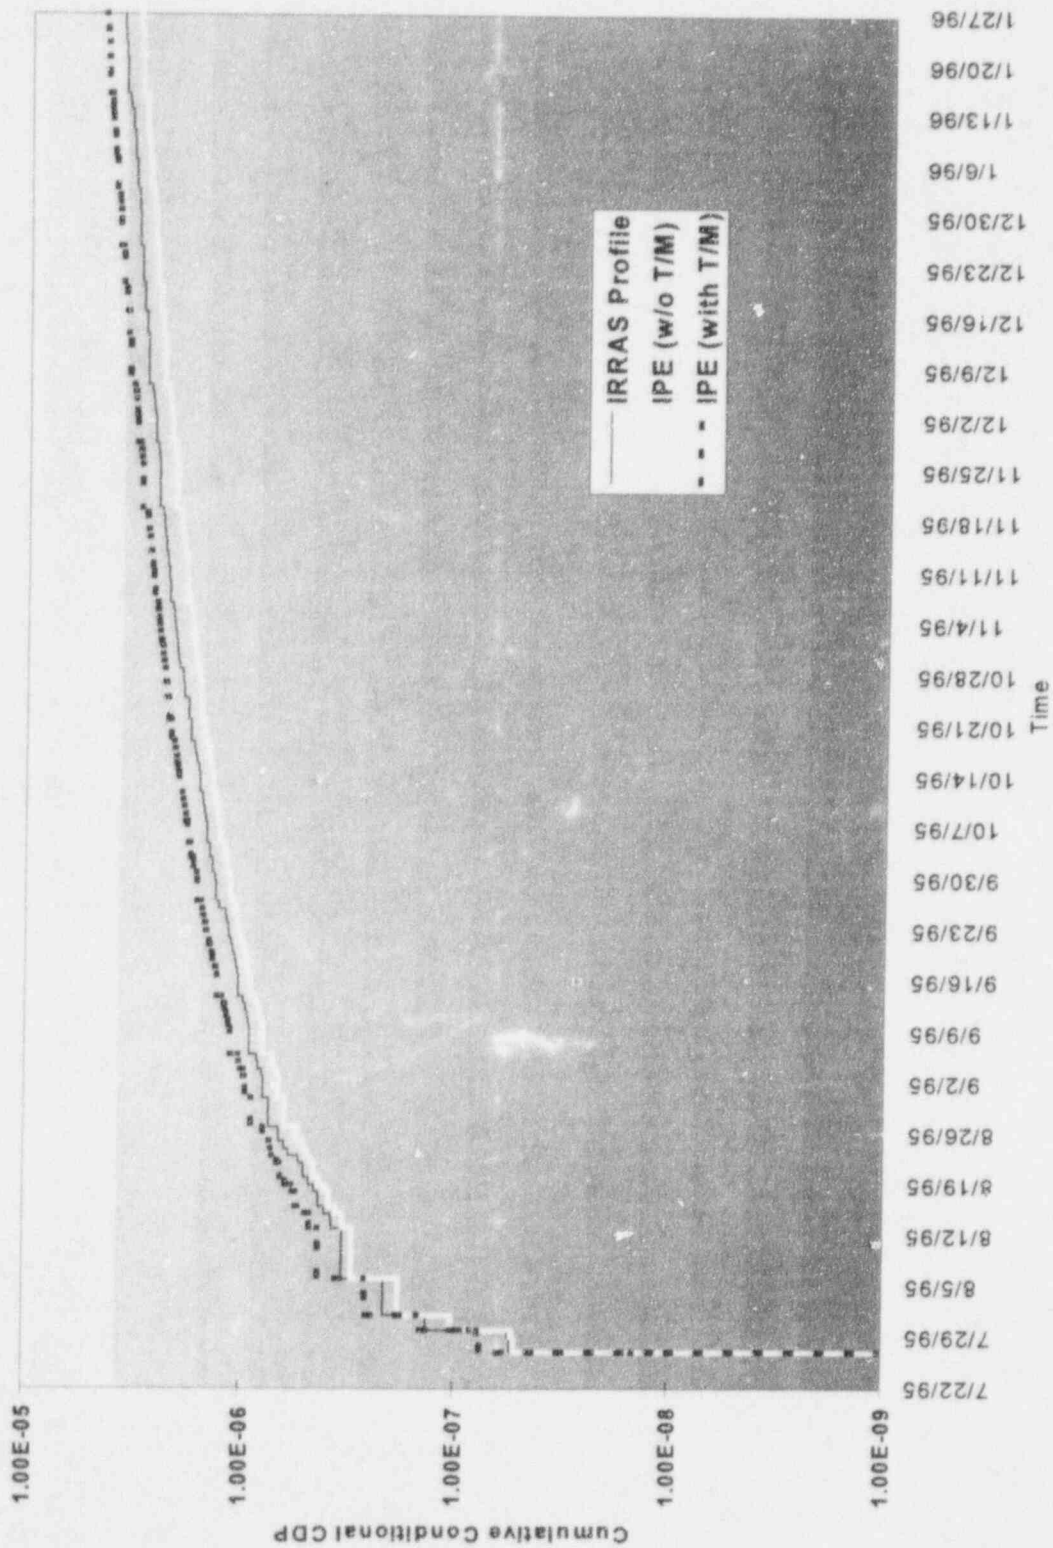 Cumulative Conditional CDP
1.00E-05
1.00E-06
1.00E-07
1.00E-08
1.00E-09
IRRAS Profile
IPE (w/o T/M)
IPE (with T/M)
7/22/95
7/29/95
8/5/95
8/12/95
8/19/95
8/26/95
9/2/95
9/9/95
9/16/95
9/23/95
9/30/95
10/7/95
10/14/95
10/21/95
10/28/95
11/4/95
11/11/95
11/18/95
11/25/95
12/2/95
12/9/95
12/16/95
12/23/95
12/30/95
1/6/96
1/13/96
1/20/96
1/27/96
Time